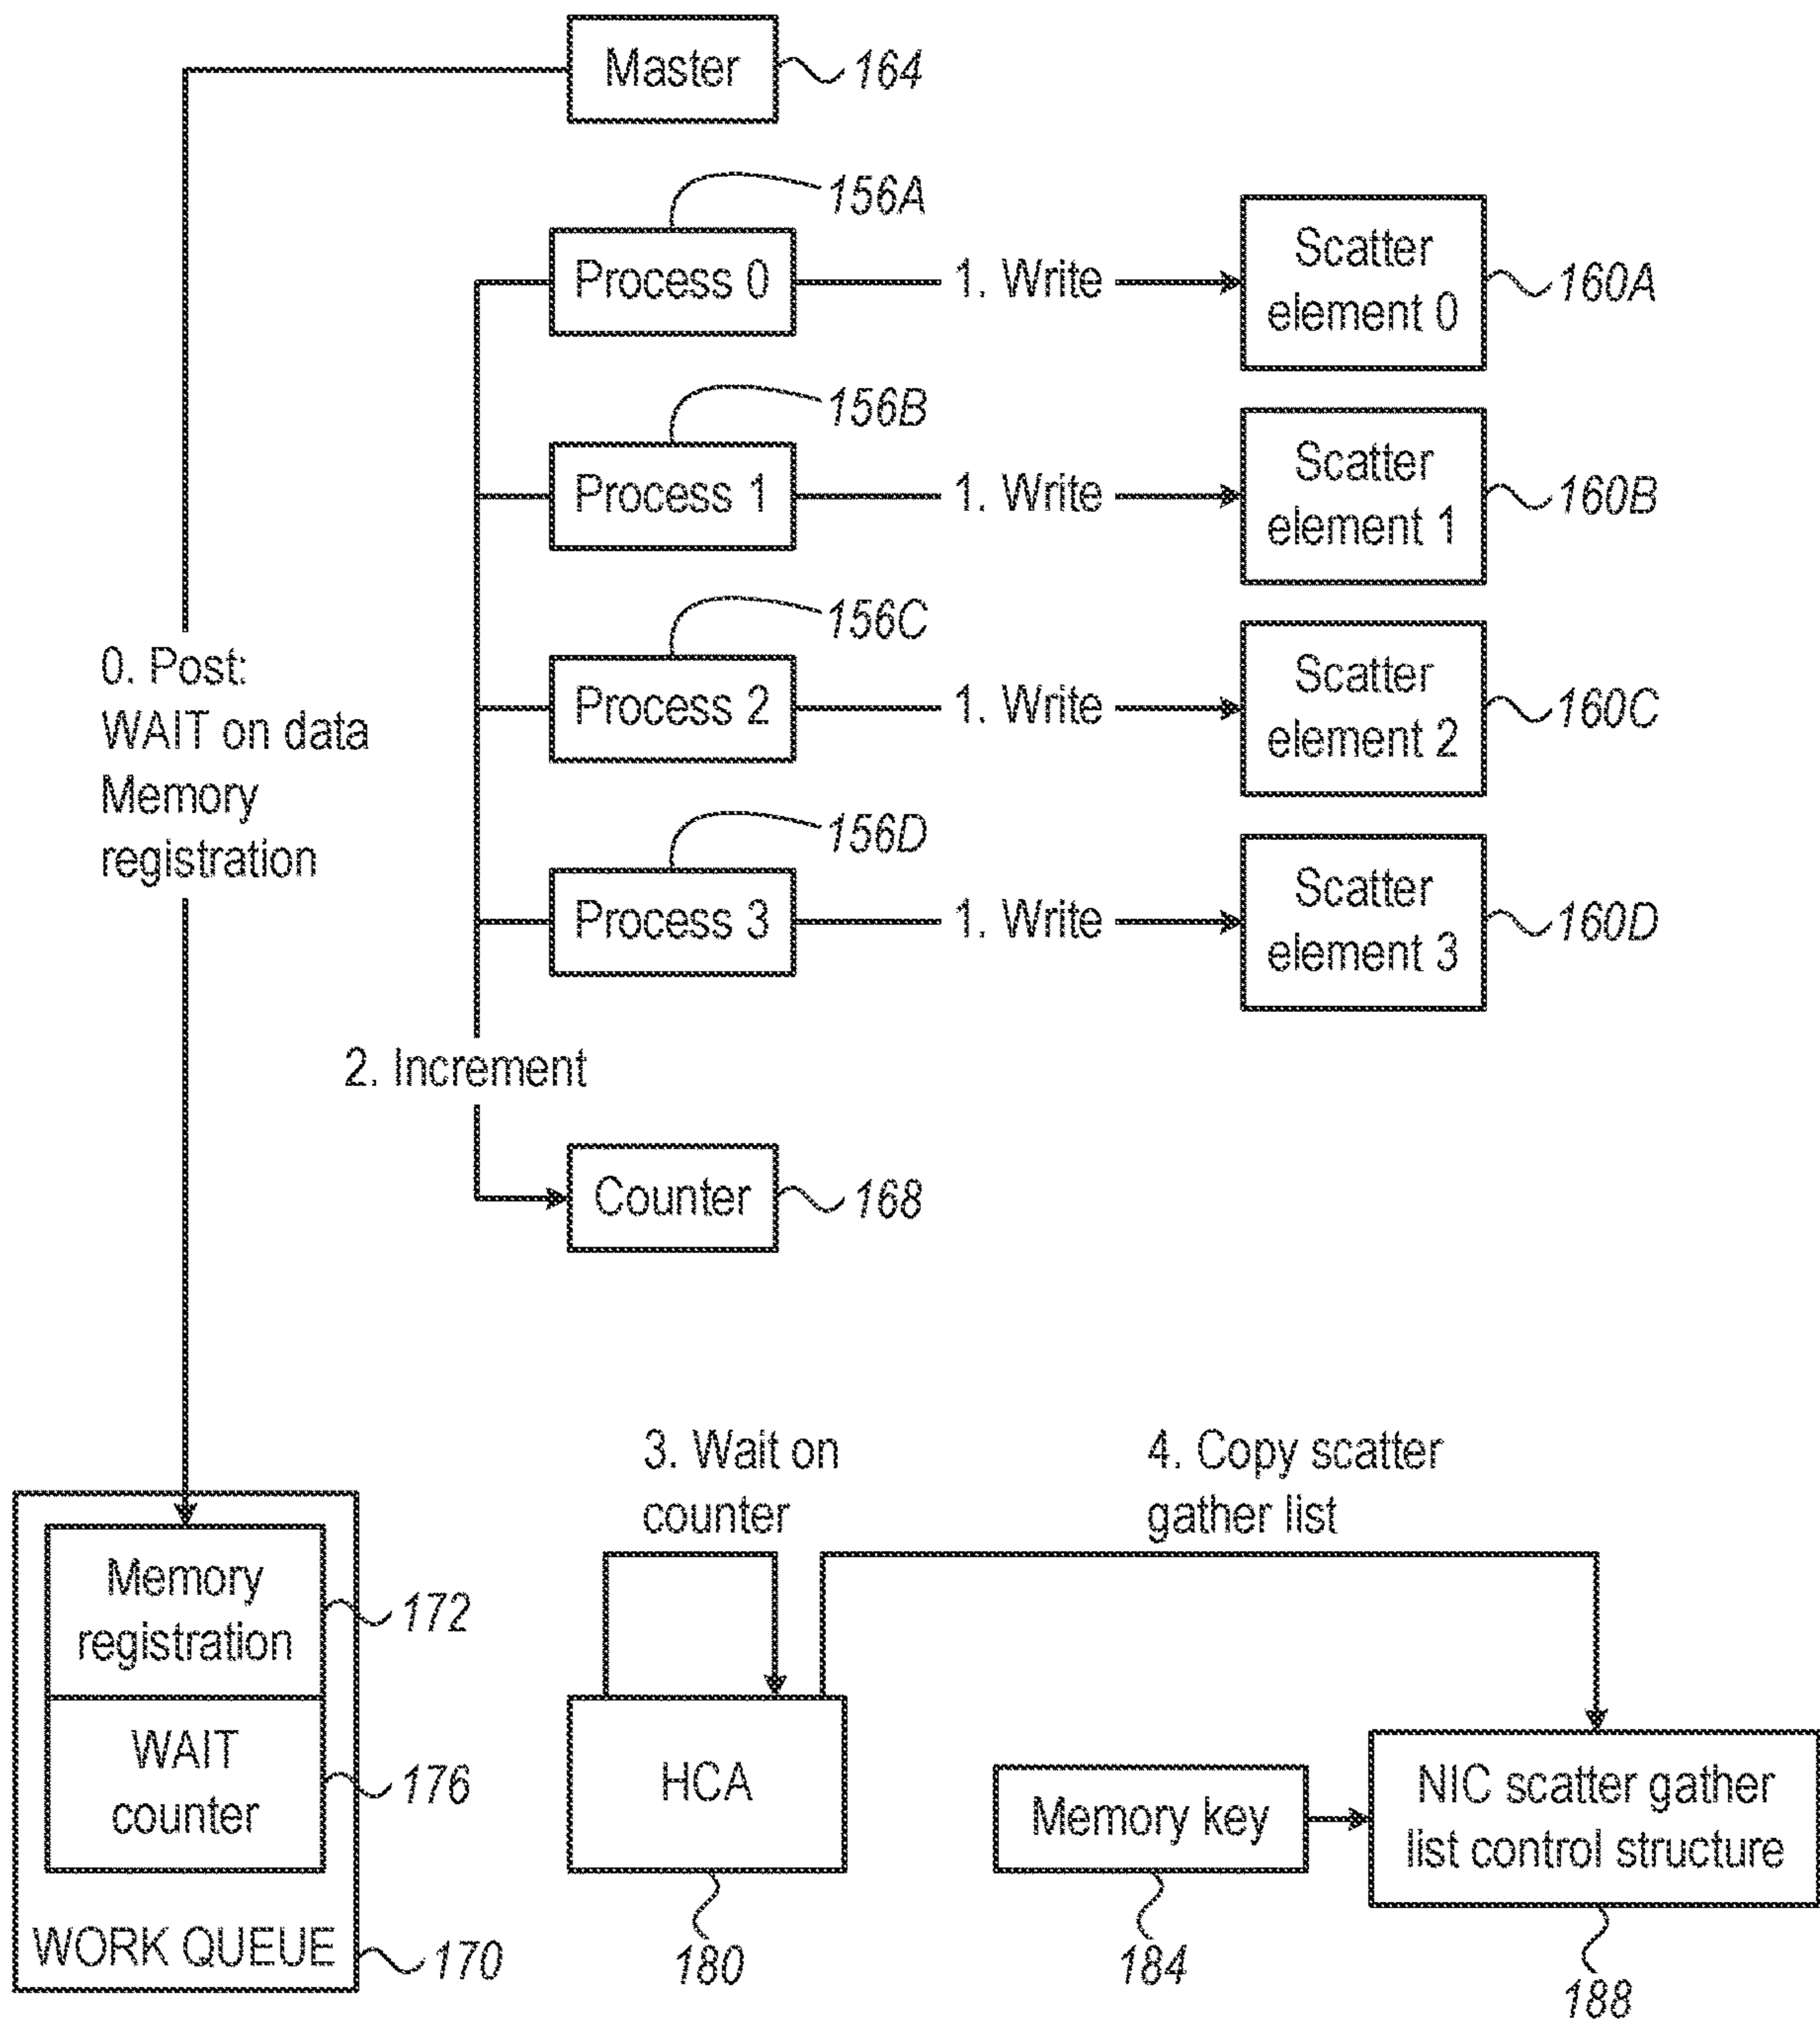 Master
164
156A
Process 0
1. Write
Scatter
element 0
160A
156B
Process 1
1. Write
Scatter
element 1
160B
0. Post:
WAIT on data
Memory
registration
156C
Process 2
1. Write
Scatter
element 2
160C
156D
Process 3
1. Write
Scatter
element 3
160D
2. Increment
Counter
168
3. Wait on
counter
4. Copy scatter
gather list
Memory
registration
172
WAIT
counter
176
WORK QUEUE
170
HCA
180
Memory key
184
NIC scatter gather
list control structure
188